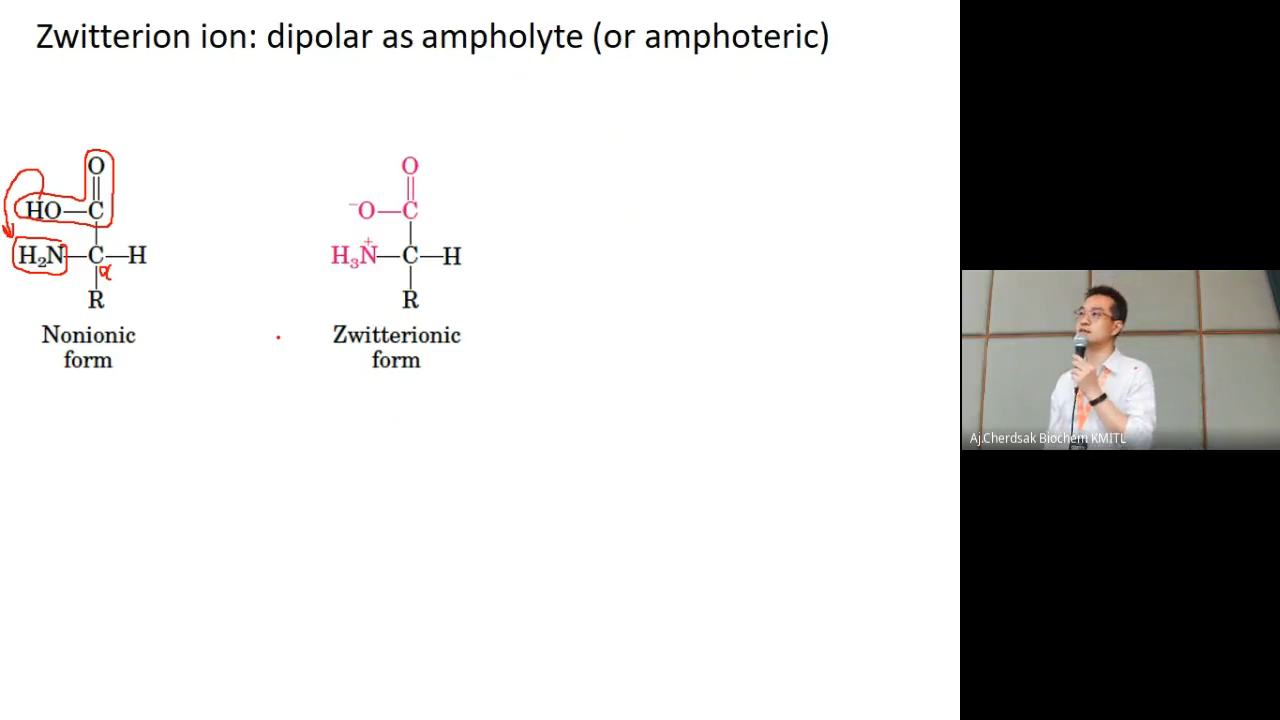 Zwitterion ion: dipolar as ampholyte (or amphoteric)
O
HO—C
H₂N—C—H
α
R
Nonionic
form
O
⁻O—C
+
H₃N—C—H
R
Zwitterionic
form
Aj.Cherdsak Biochem KMITL